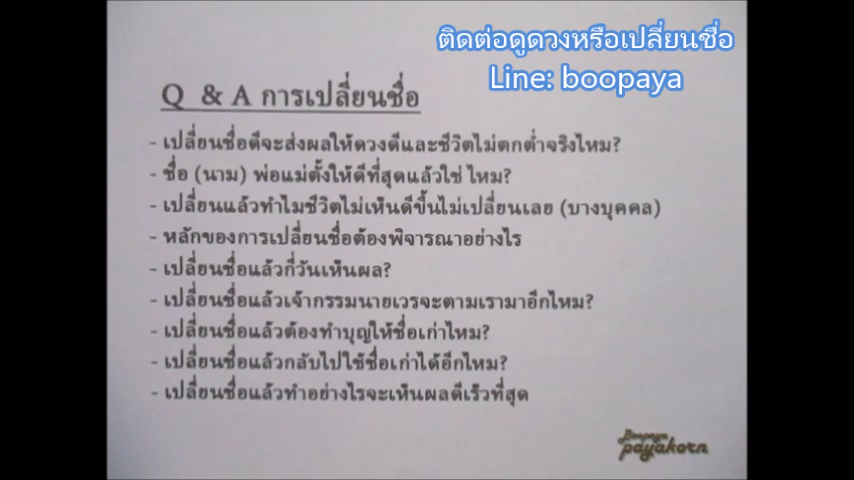 ติดต่อดูดวงหรือเปลี่ยนชื่อ
Line: boopaya
Q & A การเปลี่ยนชื่อ
- เปลี่ยนชื่อดีจะส่งผลให้ดวงดีและชีวิตไม่ตกต่ำจริงไหม?
- ชื่อ (นาม) พ่อแม่ตั้งให้ดีที่สุดแล้วใช่ ไหม?
- เปลี่ยนแล้วทำไมชีวิตไม่เห็นดีขึ้นไม่เปลี่ยนเลย (บางบุคคล)
- หลักของการเปลี่ยนชื่อต้องพิจารณาอย่างไร
- เปลี่ยนชื่อแล้วกี่วันเห็นผล?
- เปลี่ยนชื่อแล้วเจ้ากรรมนายเวรจะตามเรามาอีกไหม?
- เปลี่ยนชื่อแล้วต้องทำบุญให้ชื่อเก่าไหม?
- เปลี่ยนชื่อแล้วกลับไปใช้ชื่อเก่าได้อีกไหม?
- เปลี่ยนชื่อแล้วทำอย่างไรจะเห็นผลดีเร็วที่สุด
Boopaya
payakorn